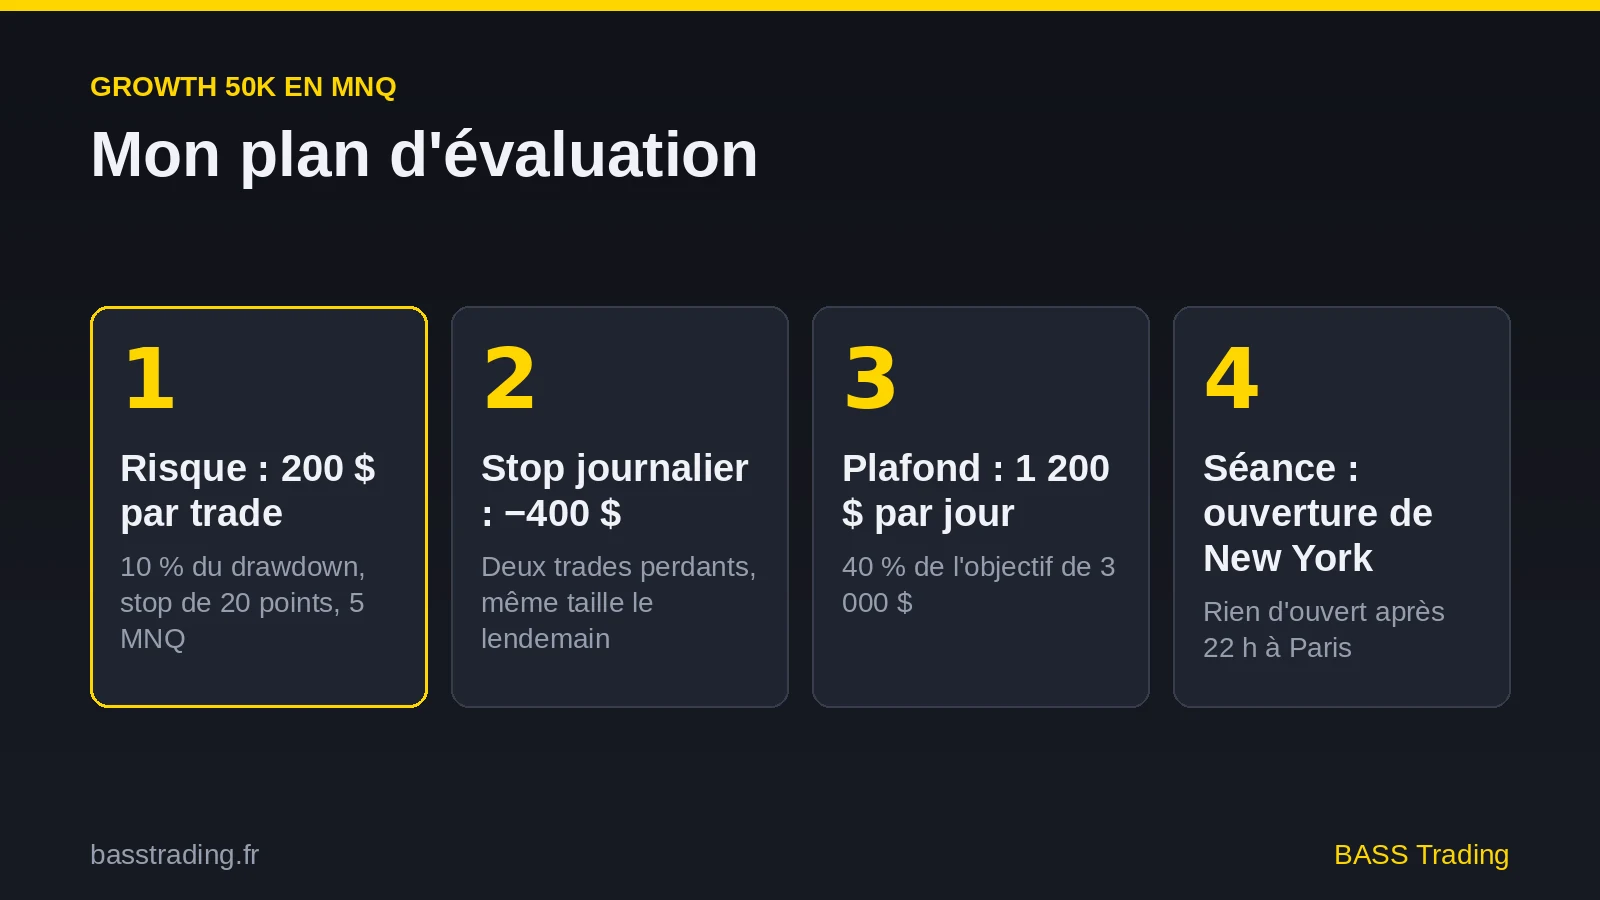 GROWTH 50K EN MNQ
Mon plan d'évaluation
1
Risque : 200 $
par trade
10 % du drawdown,
stop de 20 points, 5
MNQ
2
Stop journalier
: −400 $
Deux trades perdants,
même taille le
lendemain
3
Plafond : 1 200
$ par jour
40 % de l'objectif de 3
000 $
4
Séance :
ouverture de
New York
Rien d'ouvert après
22 h à Paris
basstrading.fr
BASS Trading